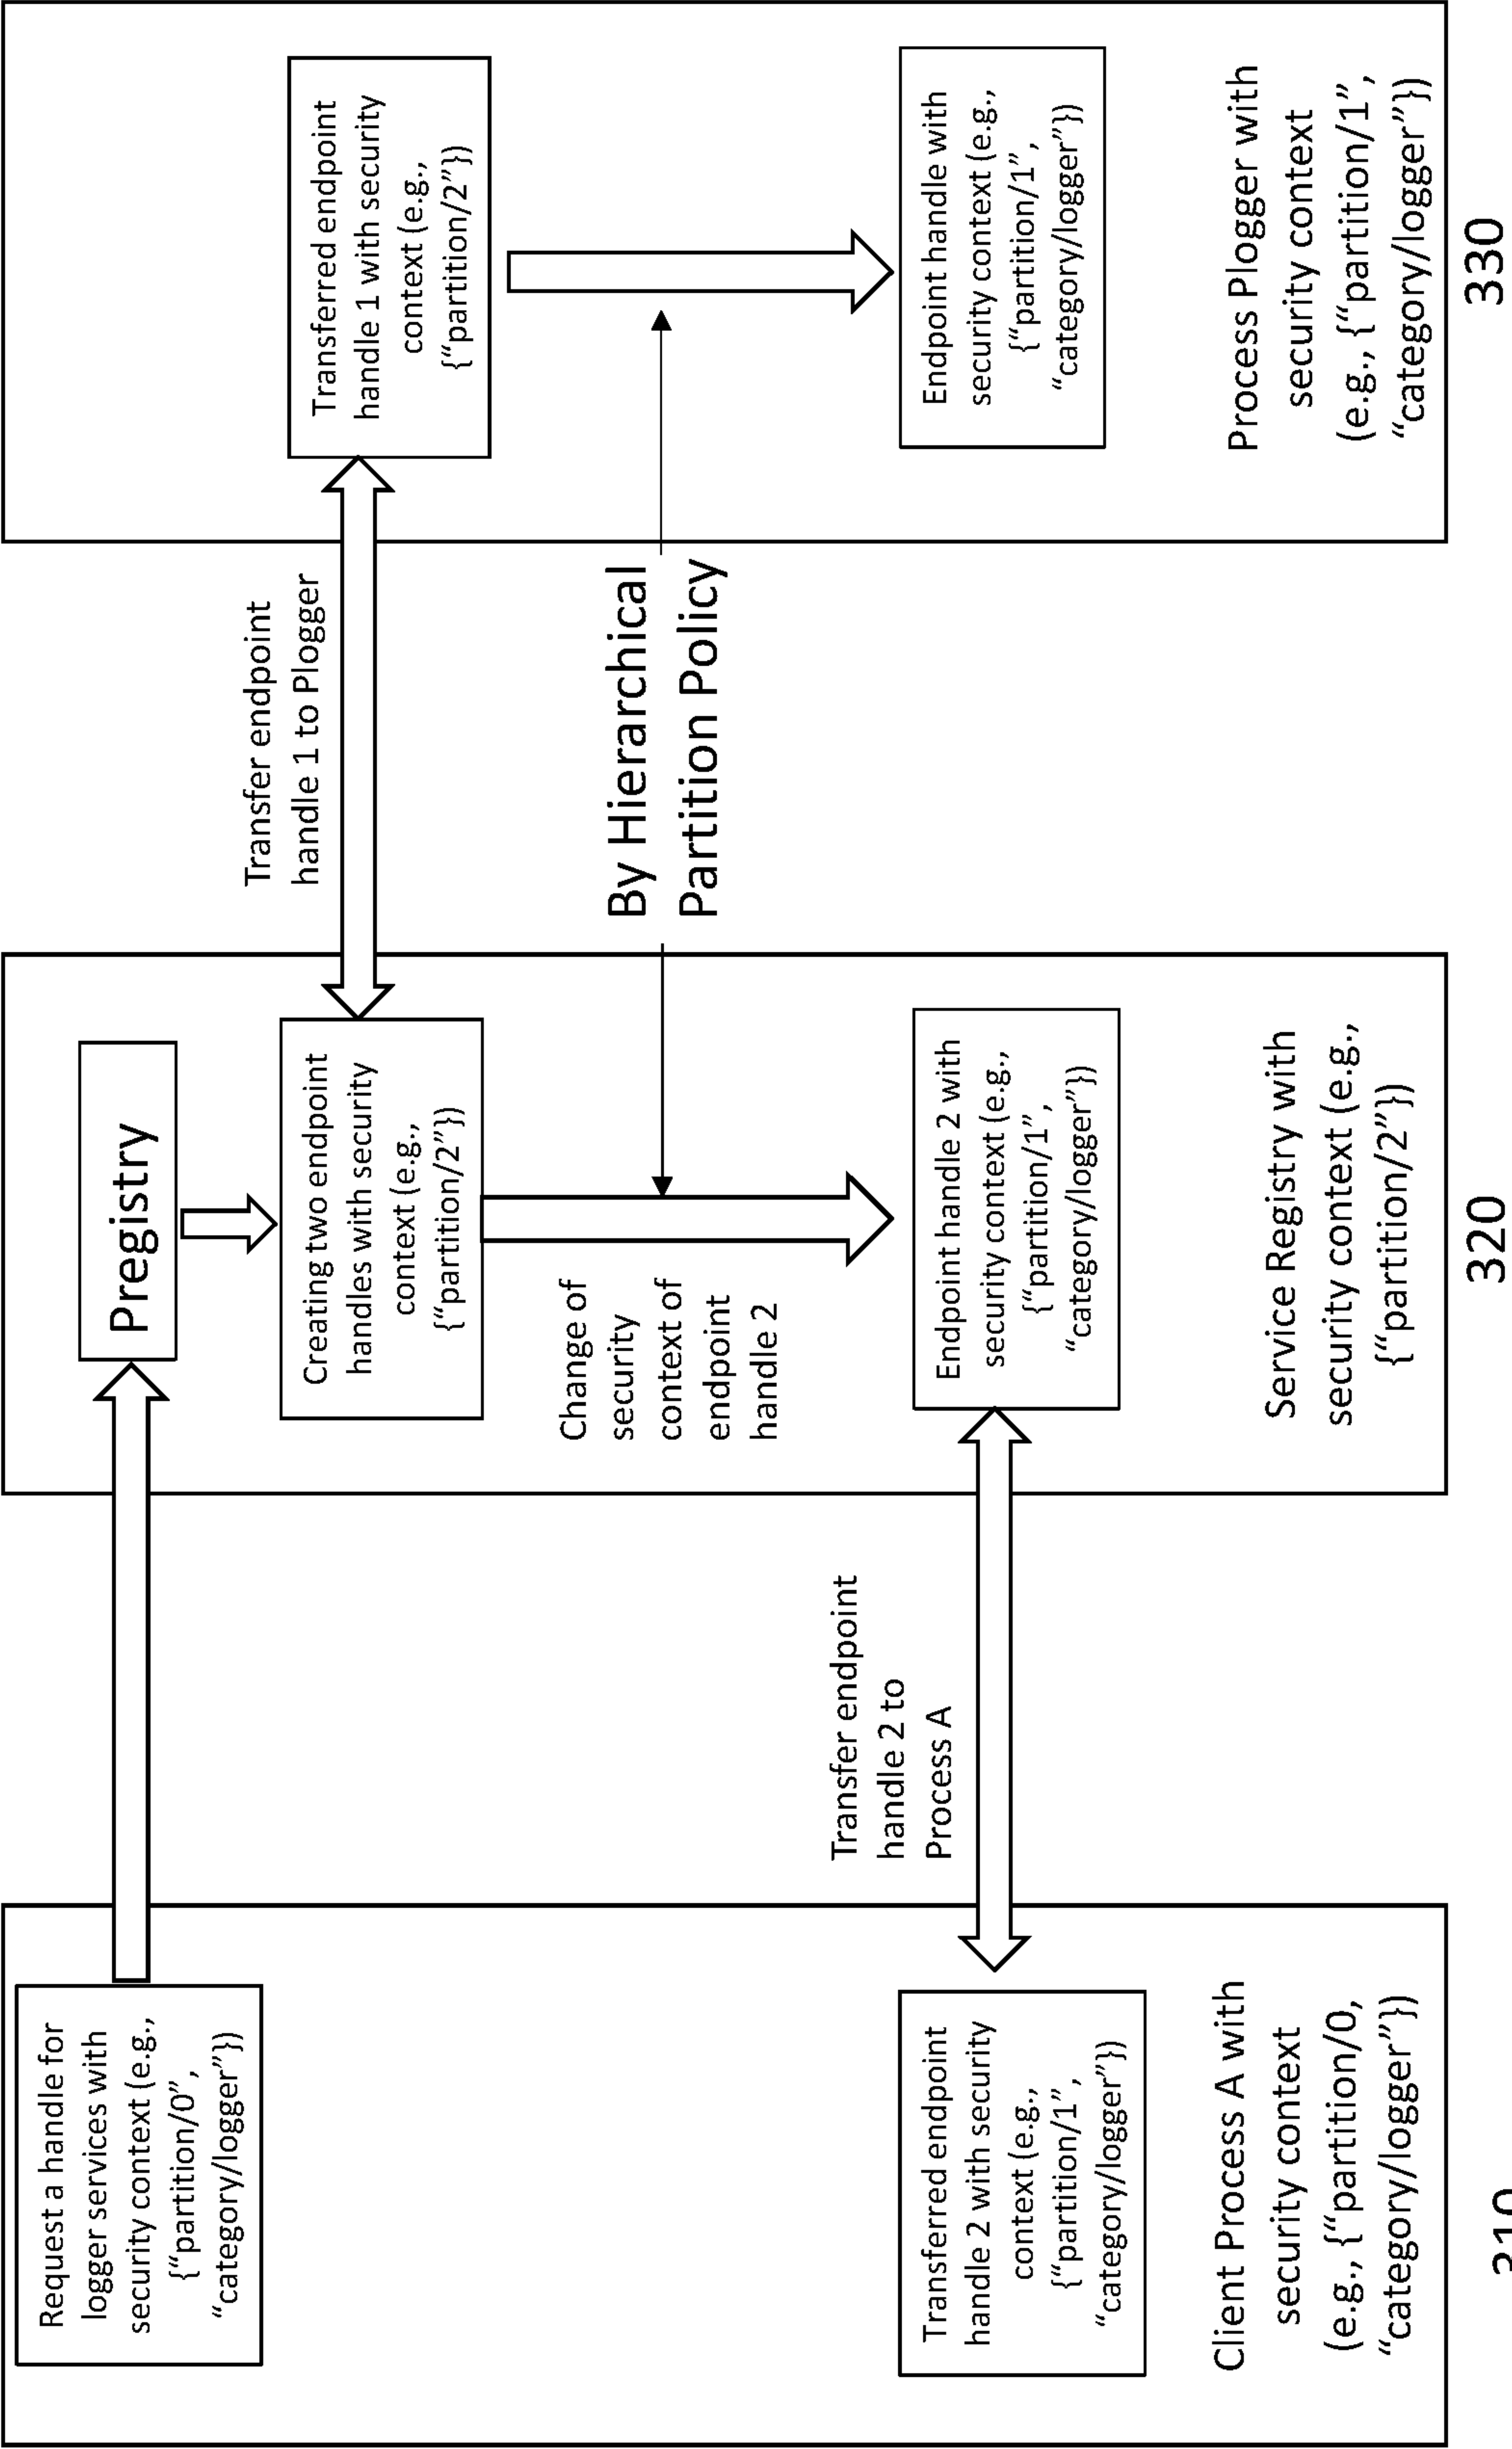 Request a handle for
logger services with
security context (e.g.,
{“partition/0”,
“category/logger”})
Transferred endpoint
handle 2 with security
context (e.g.,
{“partition/1”,
“category/logger”})
Client Process A with
security context
(e.g., {“partition/0,
“category/logger”})
310
Transfer endpoint
handle 2 to
Process A
Pregistry
Creating two endpoint
handles with security
context (e.g.,
{“partition/2”})
Change of
security
context of
endpoint
handle 2
Endpoint handle 2 with
security context (e.g.,
{“partition/1”,
“category/logger”})
Service Registry with
security context (e.g.,
{“partition/2”})
320
Transfer endpoint
handle 1 to Plogger
By Hierarchical
Partition Policy
Transferred endpoint
handle 1 with security
context (e.g.,
{“partition/2”})
Endpoint handle with
security context (e.g.,
{“partition/1”,
“category/logger”})
Process Plogger with
security context
(e.g., {“partition/1”,
“category/logger”})
330